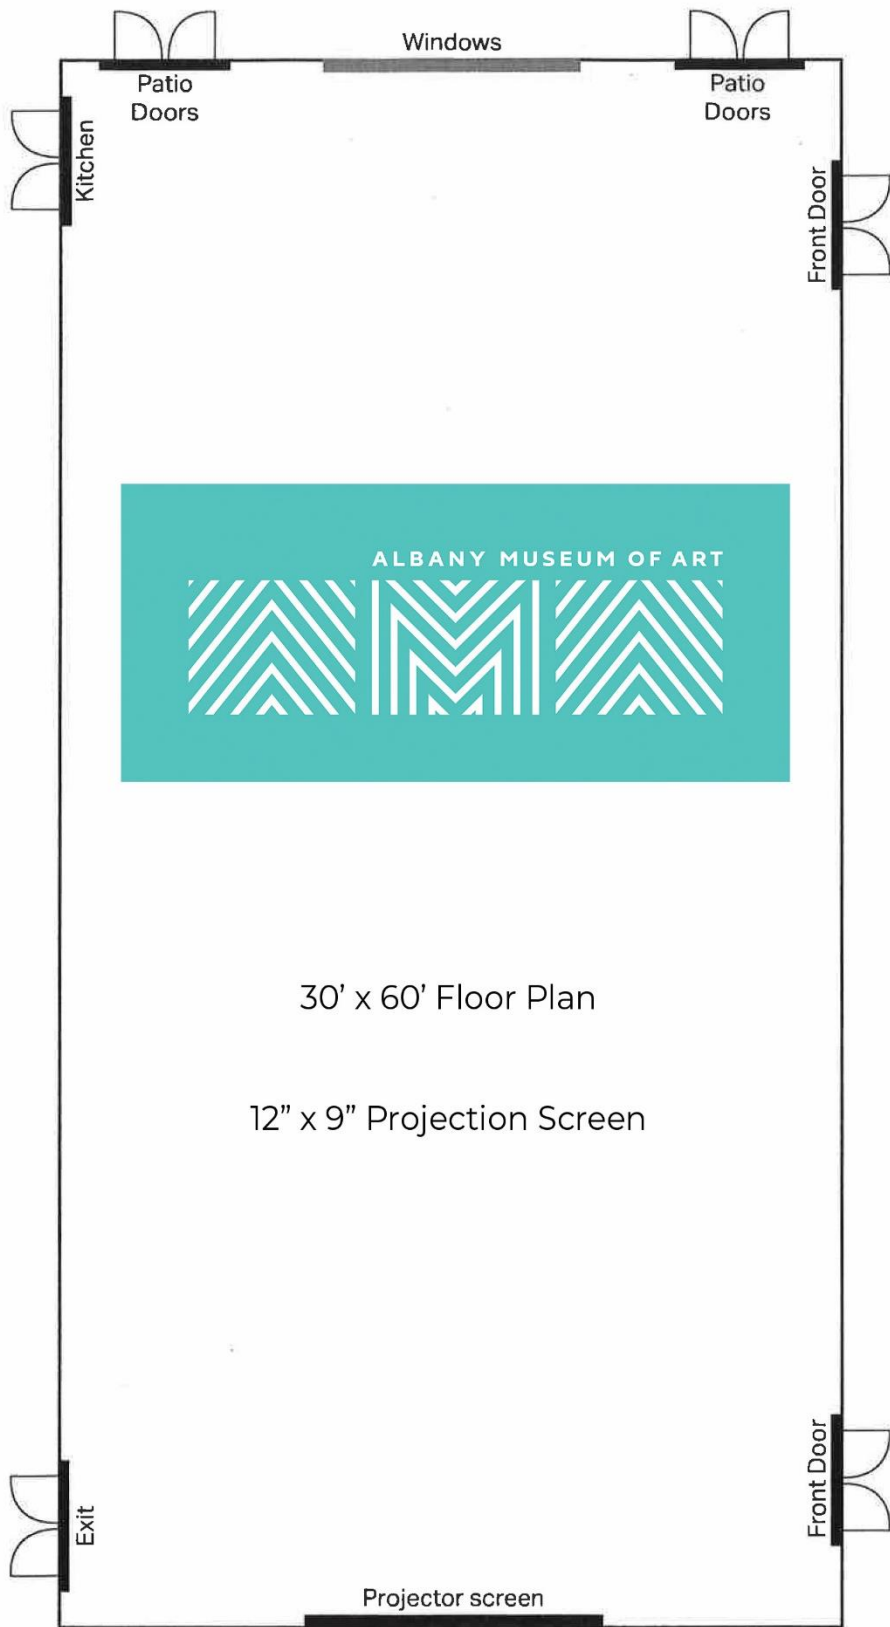 Windows
Patio
Doors
Patio
Doors
Kitchen
Front Door
ALBANY MUSEUM OF ART
30’ x 60’ Floor Plan
12” x 9” Projection Screen
Front Door
Exit
Projector screen